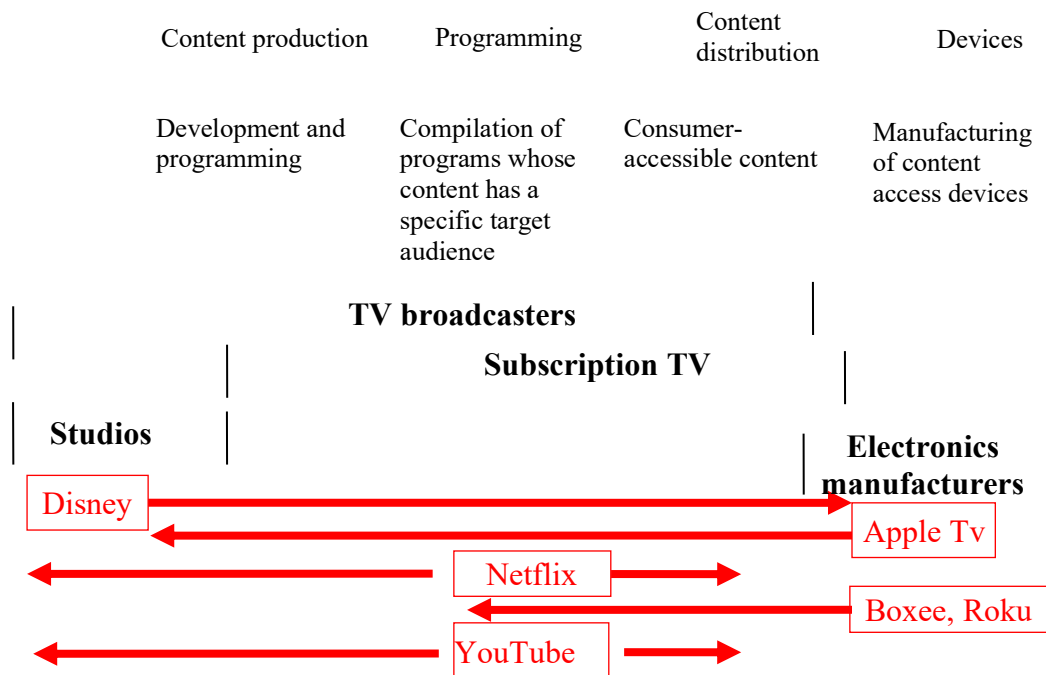 Content production
Programming
Content
distribution
Devices
Development and
programming
Compilation of
programs whose
content has a
specific target
audience
Consumer-
accessible content
Manufacturing
of content
access devices
TV broadcasters
Subscription TV
Studios
Electronics
manufacturers
Disney
Apple Tv
Netflix
Boxee, Roku
YouTube